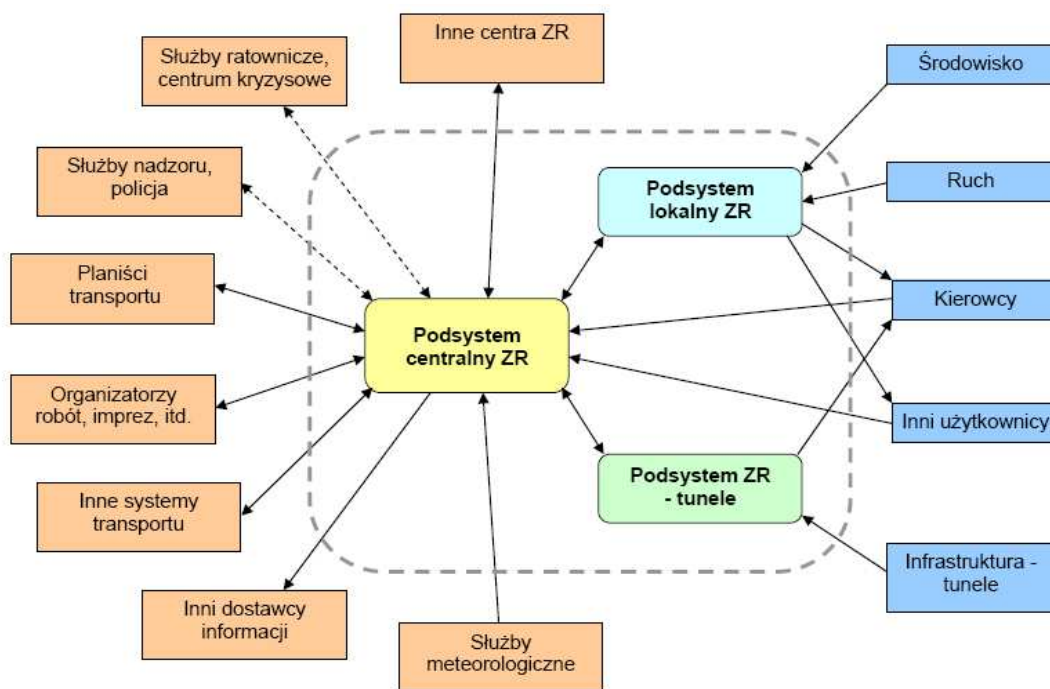 Inne centra ZR
Służby ratownicze,
centrum kryzysowe
Środowisko
Służby nadzoru,
policja
Podsystem
lokalny ZR
Ruch
Planiści
transportu
Kierowcy
Podsystem
centralny ZR
Organizatorzy
robót, imprez, itd.
Inni użytkownicy
Podsystem ZR
- tunele
Inne systemy
transportu
Infrastruktura -
tunele
Inni dostawcy
informacji
Służby
meteorologiczne